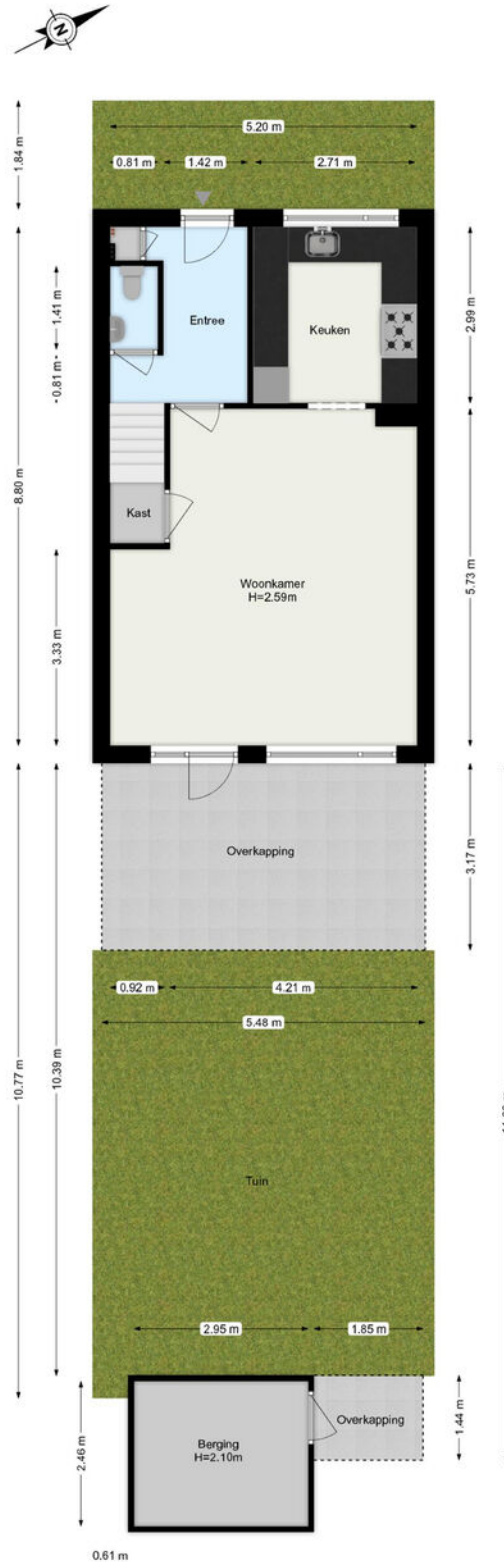 N
5.20 m
0.81 m
1.42 m
2.71 m
1.84 m
8.80 m
1.41 m
0.81 m
3.33 m
2.99 m
5.73 m
Entree
Keuken
Kast
Woonkamer
H=2.59m
Overkapping
3.17 m
0.92 m
4.21 m
5.48 m
10.77 m
10.39 m
Tuin
2.95 m
1.85 m
Overkapping
1.44 m
Berging
H=2.10m
2.46 m
0.61 m